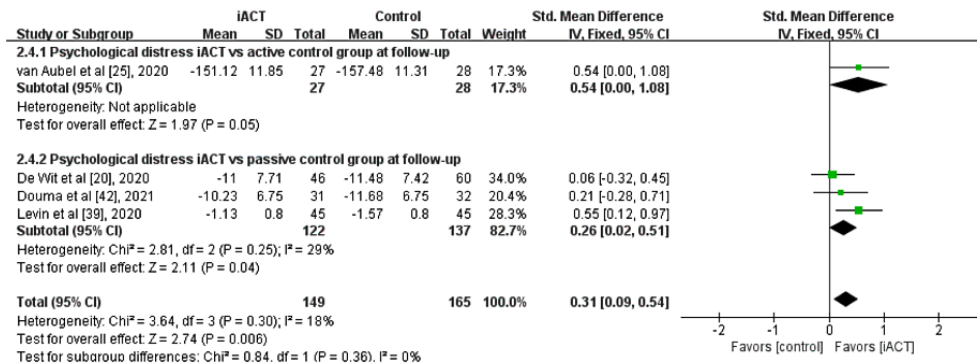 iACT Control Std. Mean Difference Std. Mean Difference
Study or Subgroup Mean SD Total Mean SD Total Weight IV, Fixed, 95% CI IV, Fixed, 95% CI
2.4.1 Psychological distress iACT vs active control group at follow-up
van Aubel et al [25], 2020 -151.12 11.85 27 -157.48 11.31 28 17.3% 0.54 [0.00, 1.08]
Subtotal (95% CI) 27 28 17.3% 0.54 [0.00, 1.08]
Heterogeneity: Not applicable
Test for overall effect: Z = 1.97 (P = 0.05)
2.4.2 Psychological distress iACT vs passive control group at follow-up
De Wit et al [20], 2020 -11 7.71 46 -11.48 7.42 60 34.0% 0.06 [-0.32, 0.45]
Douma et al [42], 2021 -10.23 6.75 31 -11.68 6.75 32 20.4% 0.21 [-0.28, 0.71]
Levin et al [39], 2020 -1.13 0.8 45 -1.57 0.8 45 28.3% 0.55 [0.12, 0.97]
Subtotal (95% CI) 122 137 82.7% 0.26 [0.02, 0.51]
Heterogeneity: Chi² = 2.81, df = 2 (P = 0.25); I² = 29%
Test for overall effect: Z = 2.11 (P = 0.04)
Total (95% CI) 149 165 100.0% 0.31 [0.09, 0.54]
Heterogeneity: Chi² = 3.64, df = 3 (P = 0.30); I² = 18%
Test for overall effect: Z = 2.74 (P = 0.006)
Test for subgroup differences: Chi² = 0.84, df = 1 (P = 0.36), I² = 0%
-2 -1 0 1 2
Favors [control] Favors [iACT]